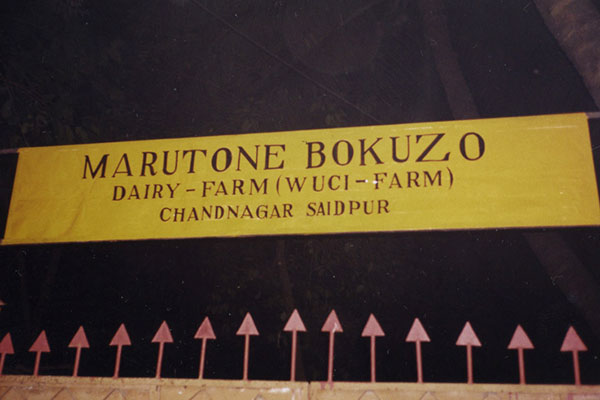 MARUTONE BOKUZO
DAIRY-FARM (WUCI-FARM)
CHANDNAGAR SAIDPUR